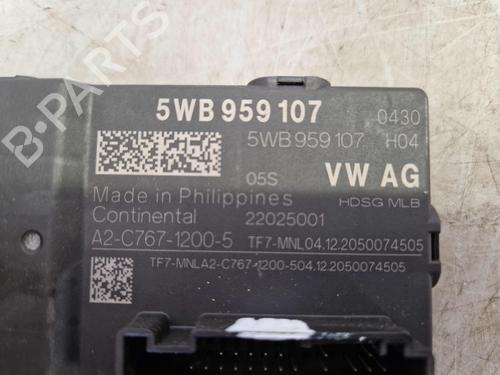 5WB 959 107 0430
5WB 959 107 H04
05S VW AG
Made in Philippines HDSG MLB
Continental 22025001
A2-C767-1200-5 TF7-MNL04.12.2050074505
TF7-MNLA2-C767-1200-504.12.2050074505